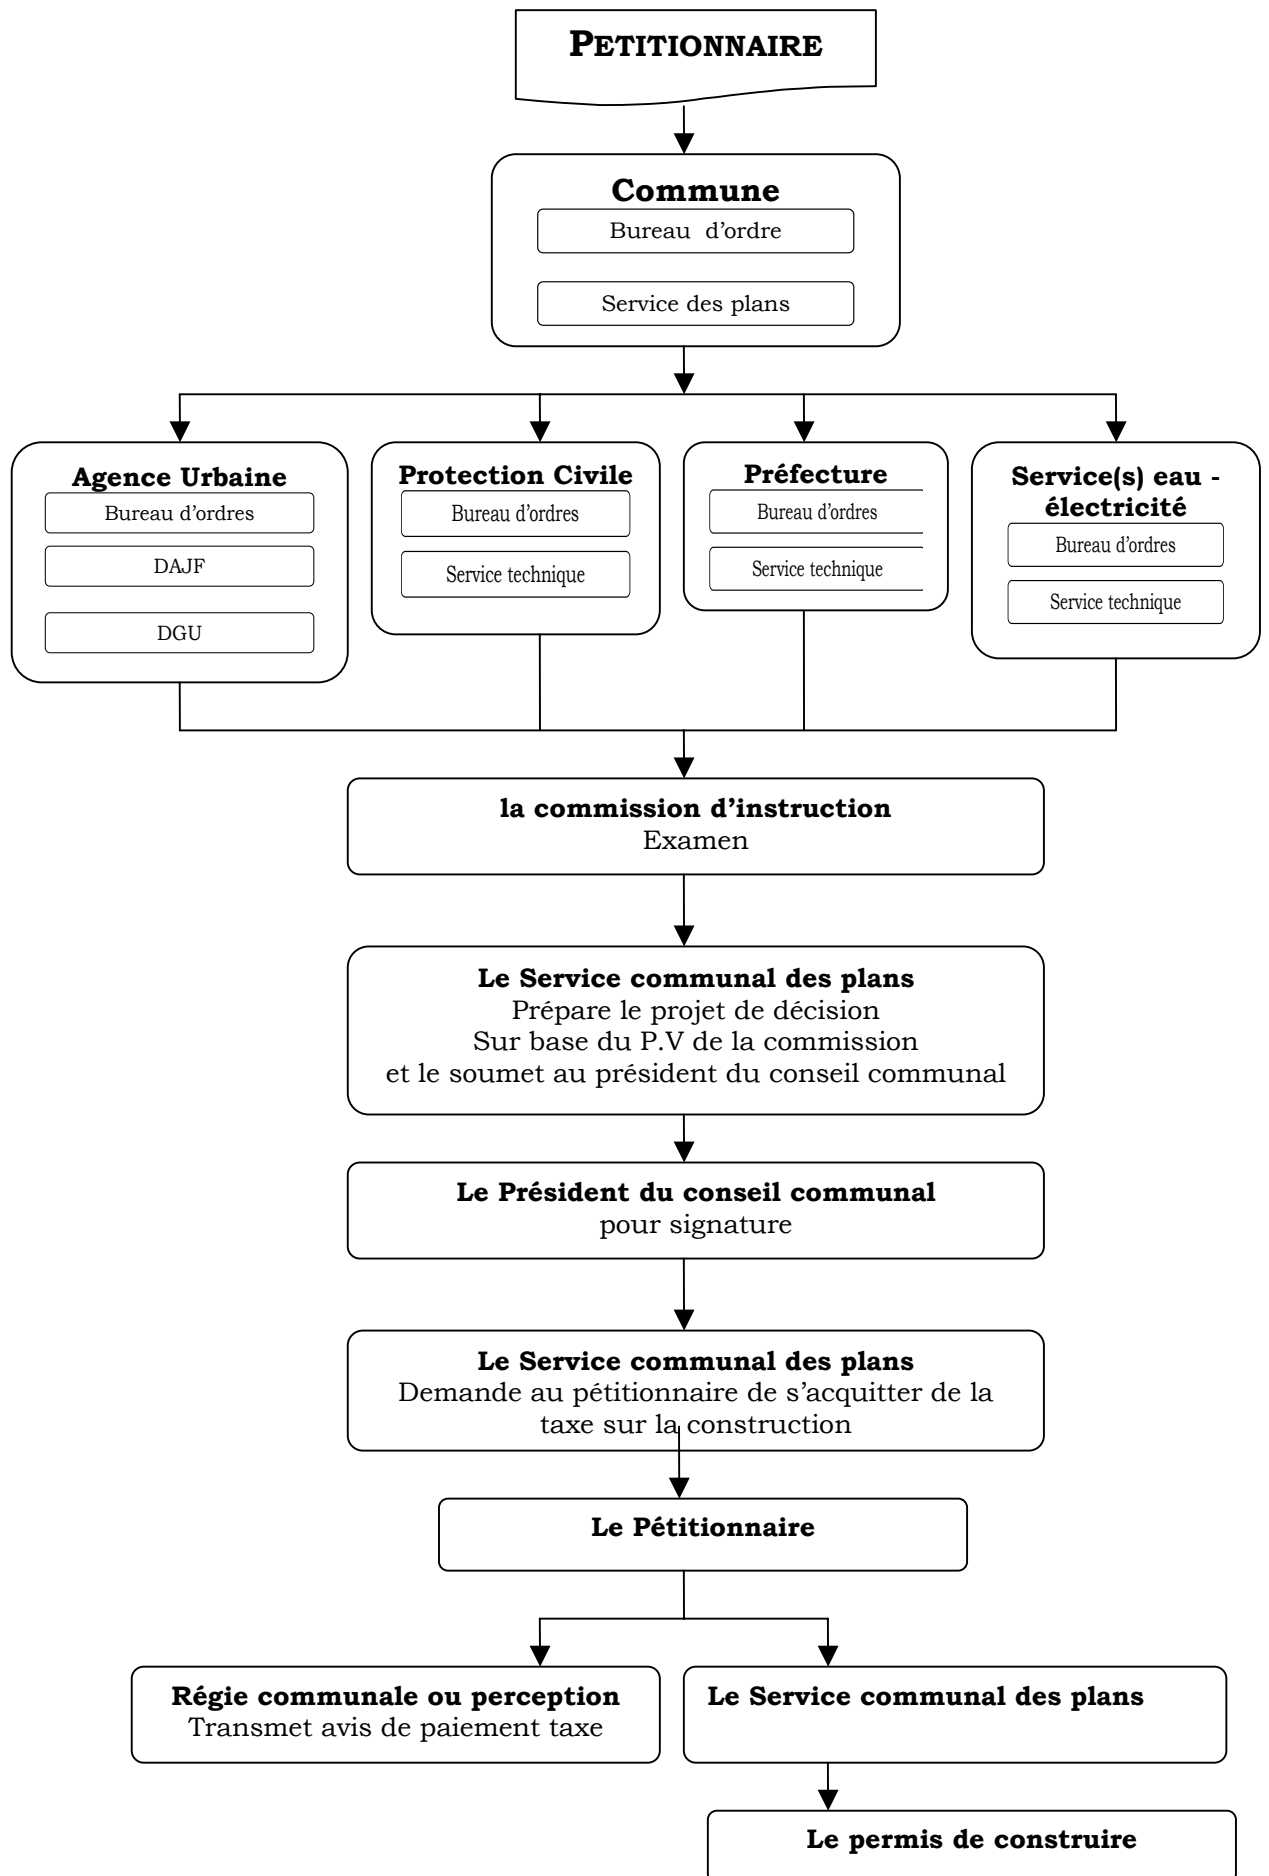 PETITIONNAIRE
Commune
Bureau d’ordre
Service des plans
Agence Urbaine
Bureau d’ordres
DAJF
DGU
Protection Civile
Bureau d’ordres
Service technique
Préfecture
Bureau d’ordres
Service technique
Service(s) eau -
électricité
Bureau d’ordres
Service technique
la commission d’instruction
Examen
Le Service communal des plans
Prépare le projet de décision
Sur base du P.V de la commission
et le soumet au président du conseil communal
Le Président du conseil communal
pour signature
Le Service communal des plans
Demande au pétitionnaire de s’acquitter de la
taxe sur la construction
Le Pétitionnaire
Régie communale ou perception
Transmet avis de paiement taxe
Le Service communal des plans
Le permis de construire